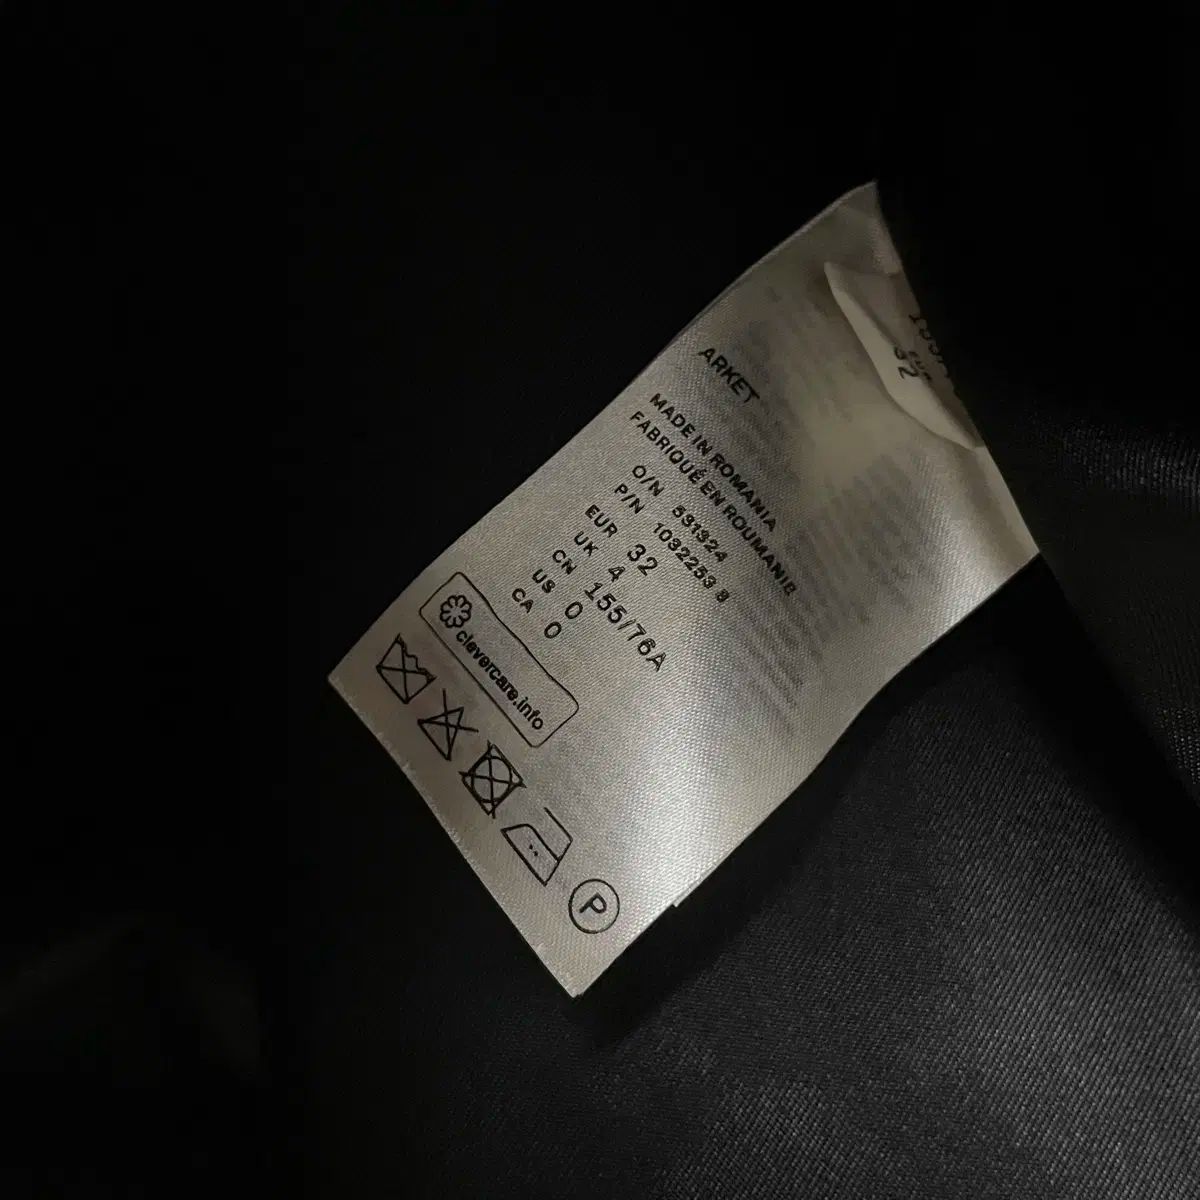 ARKET
MADE IN ROMANIA
FABRIQUÉ EN ROUMANIE
O/N 531324
P/N 1032253 8
EUR 32
UK 4
CN 155/76A
US 0
CA 0
clevercare.info
P
32